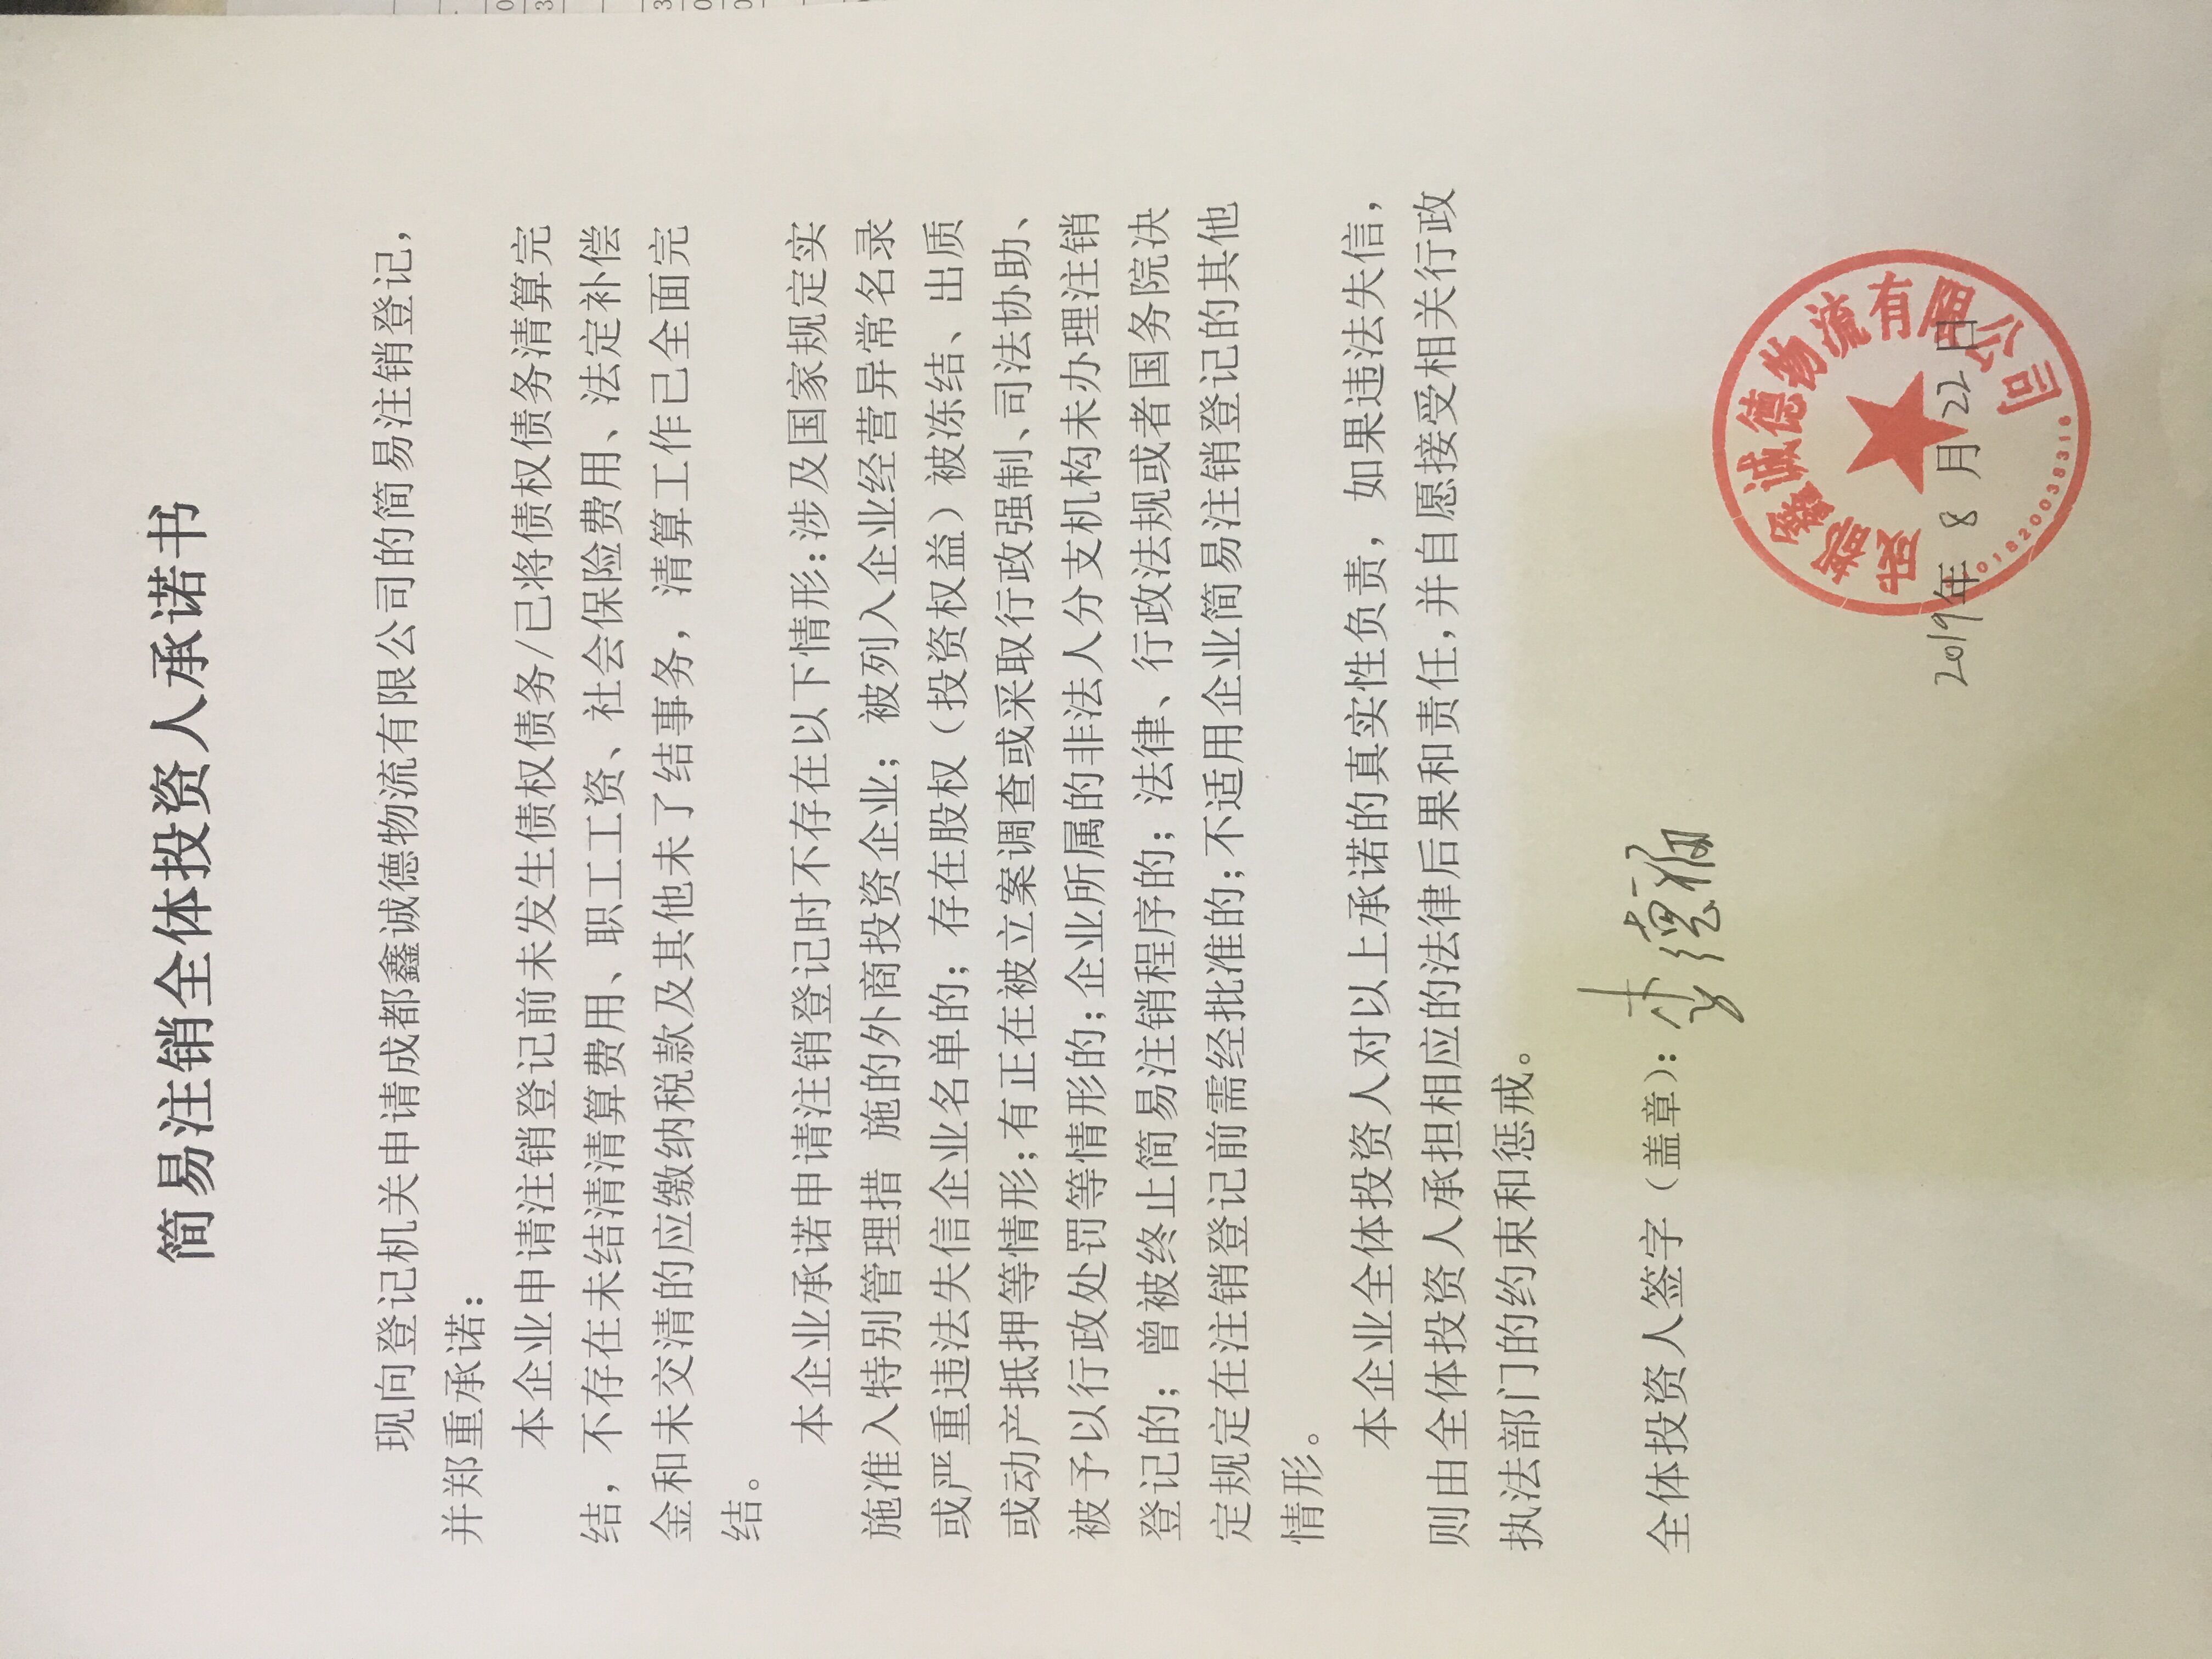 简易注销全体投资人承诺书
现向登记机关申请成都鑫诚德物流有限公司的简易注销登记，
并郑重承诺：
本企业申请注销登记前未发生债权债务/已将债权债务清算完
结，不存在未结清清算费用、职工工资、社会保险费用、法定补偿
金和未交清的应缴纳税款及其他未了结事务，清算工作已全面完
结。
本企业承诺申请注销登记时不存在以下情形：涉及国家规定实
施准入特别管理措 施的外商投资企业；被列入企业经营异常名录
或严重违法失信企业名单的；存在股权（投资权益）被冻结、出质
或动产抵押等情形；有正在被立案调查或采取行政强制、司法协助、
被予以行政处罚等情形的；企业所属的非法人分支机构未办理注销
登记的；曾被终止简易注销程序的；法律、行政法规或者国务院决
定规定在注销登记前需经批准的；不适用企业简易注销登记的其他
情形。
本企业全体投资人对以上承诺的真实性负责，如果违法失信，
则由全体投资人承担相应的法律后果和责任，并自愿接受相关行政
执法部门的约束和惩戒。
全体投资人签字（盖章）：李德
成都鑫诚德物流有限公司
2019年 8 月 22 日